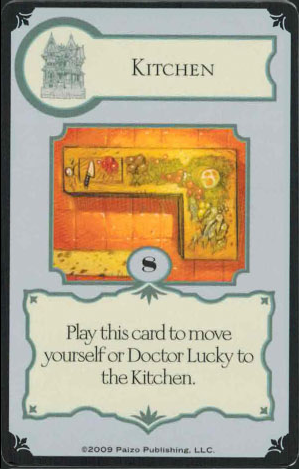 KITCHEN
8
Play this card to move
yourself or Doctor Lucky to
the Kitchen.
©2009 Paizo Publishing, LLC.